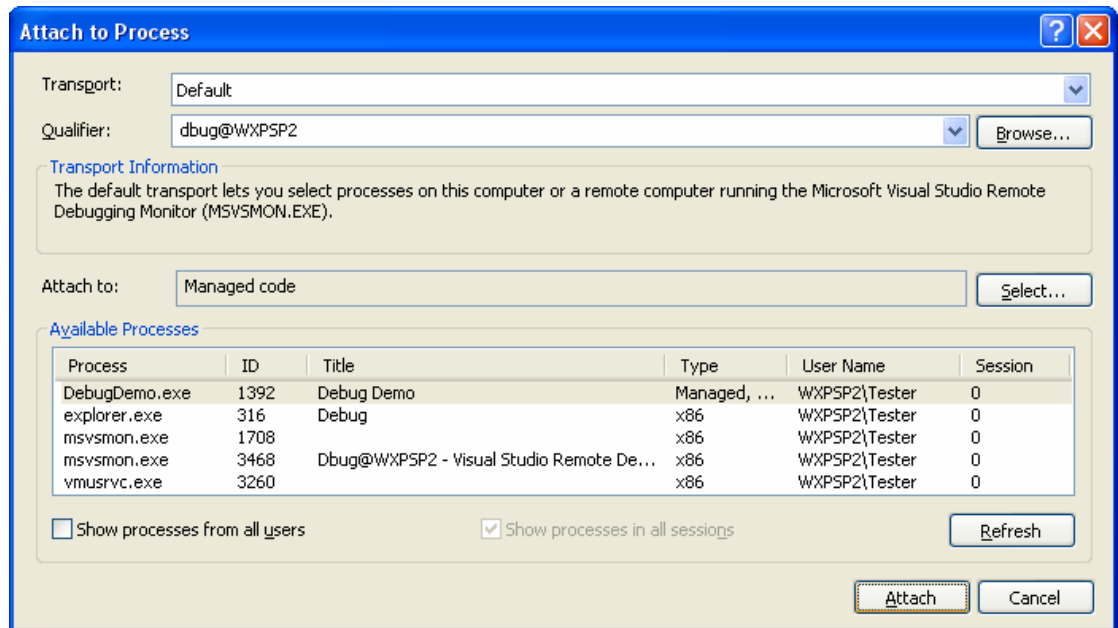 Attach to Process
Transport: Default
Qualifier: dbug@WXPSP2 Browse...
Transport Information
The default transport lets you select processes on this computer or a remote computer running the Microsoft Visual Studio Remote
Debugging Monitor (MSVSMON.EXE).
Attach to: Managed code Select...
Available Processes
Process ID Title Type User Name Session
DebugDemo.exe 1392 Debug Demo Managed, ... WXPSP2\Tester 0
explorer.exe 316 Debug x86 WXPSP2\Tester 0
msvsmon.exe 1708 x86 WXPSP2\Tester 0
msvsmon.exe 3468 Dbug@WXPSP2 - Visual Studio Remote De... x86 WXPSP2\Tester 0
vmusrvc.exe 3260 x86 WXPSP2\Tester 0
Show processes from all users Show processes in all sessions Refresh
Attach Cancel